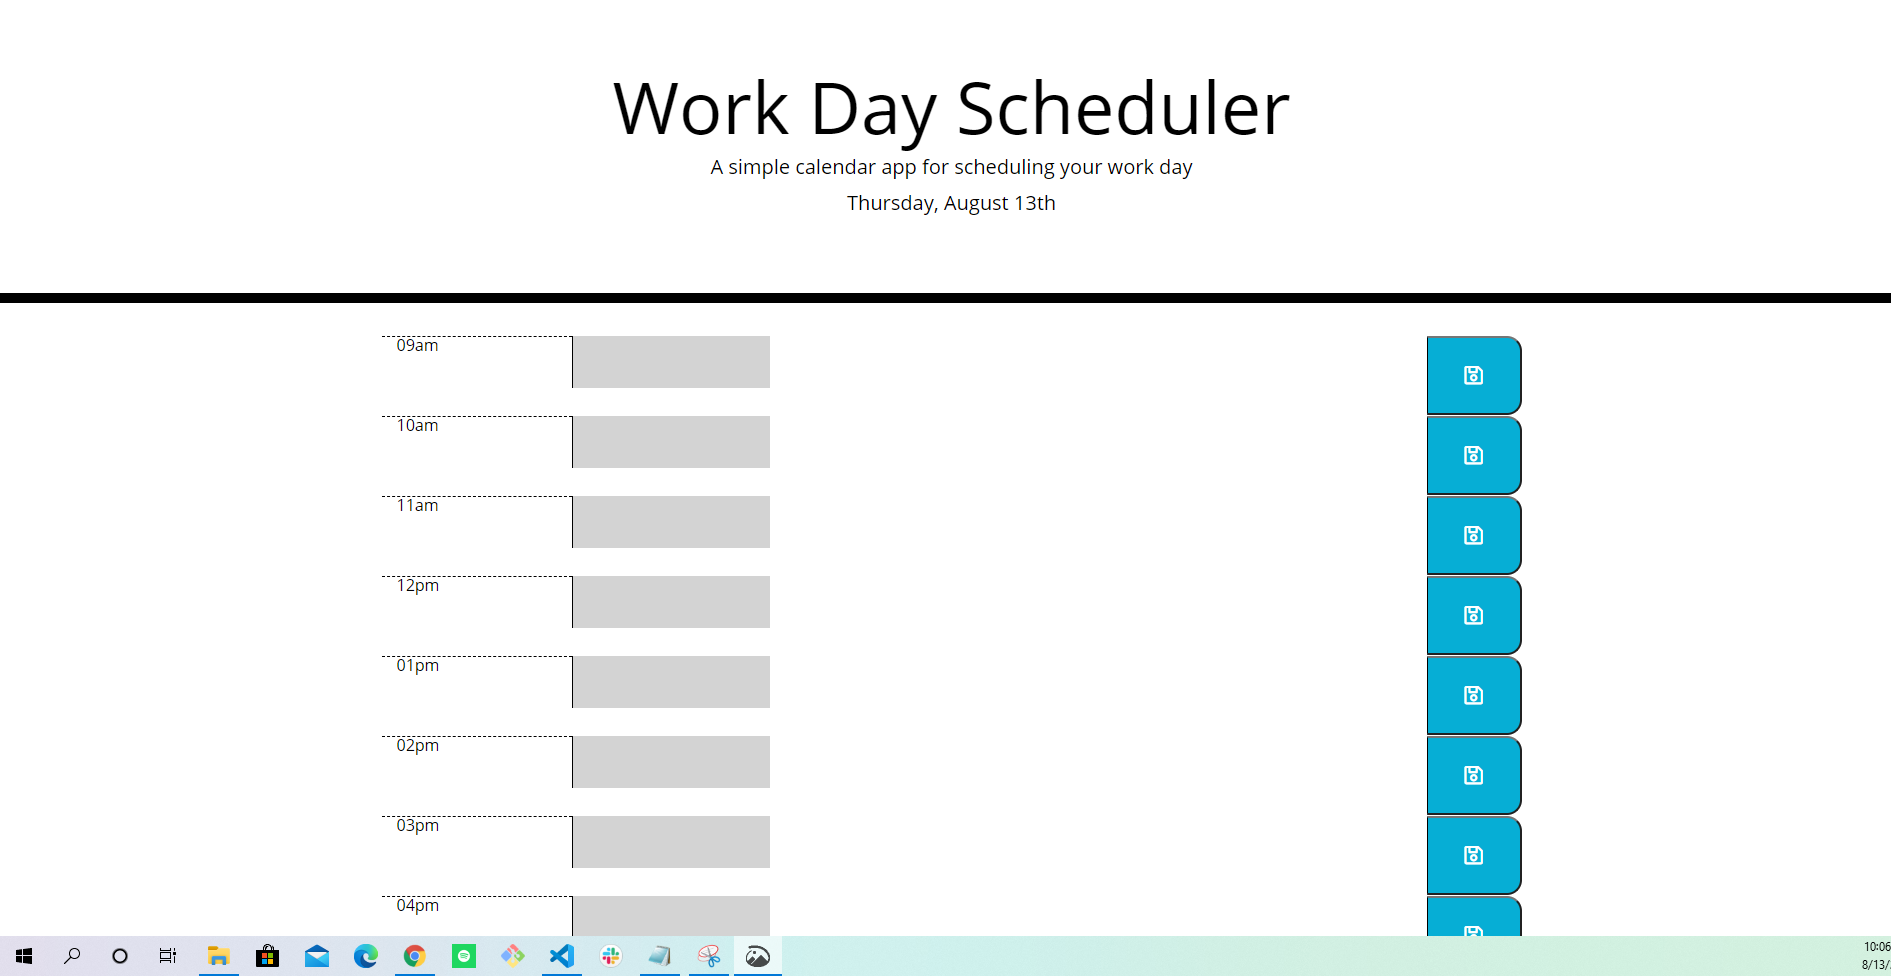 Work Day Scheduler
A simple calendar app for scheduling your work day
Thursday, August 13th
09am
10am
11am
12pm
01pm
02pm
03pm
04pm
10:06
8/13/